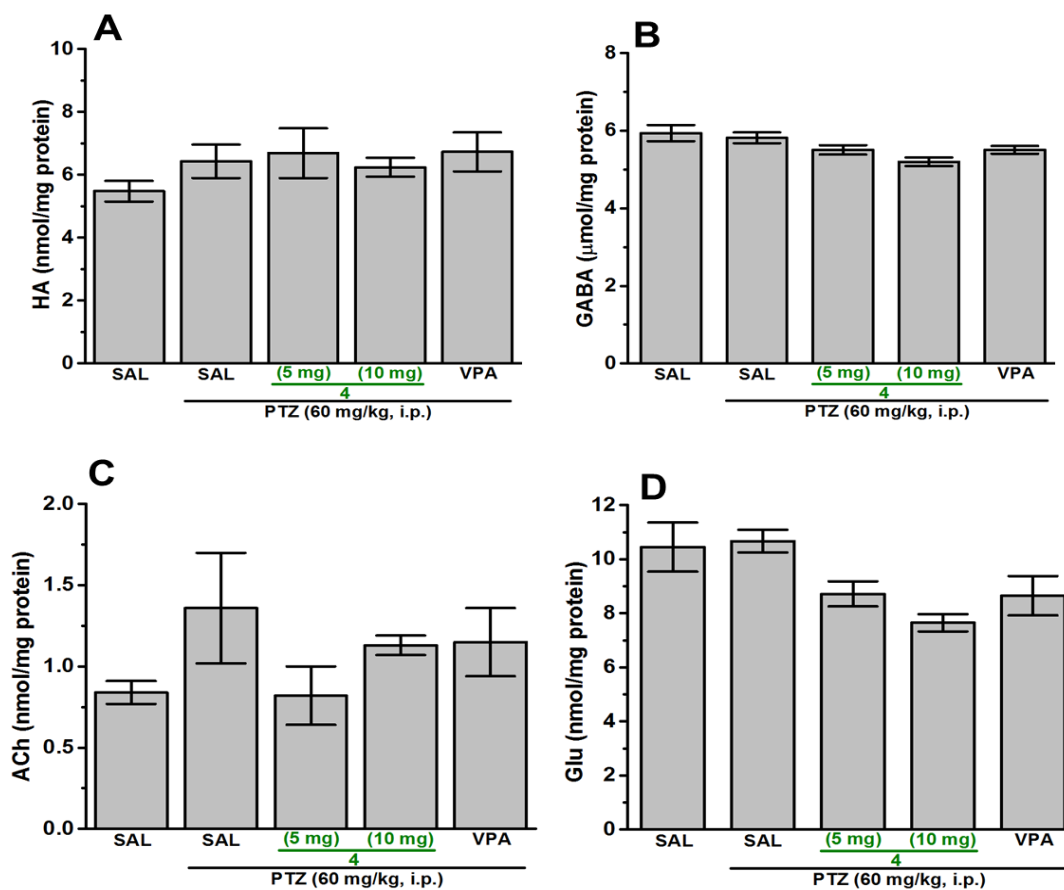 A
HA (nmol/mg protein)
10
8
6
4
2
0
SAL
SAL
(5 mg)
(10 mg)
VPA
4
PTZ (60 mg/kg, i.p.)
B
GABA (μmol/mg protein)
8
6
4
2
0
SAL
SAL
(5 mg)
(10 mg)
VPA
4
PTZ (60 mg/kg, i.p.)
C
ACh (nmol/mg protein)
2.0
1.5
1.0
0.5
0.0
SAL
SAL
(5 mg)
(10 mg)
VPA
4
PTZ (60 mg/kg, i.p.)
D
Glu (nmol/mg protein)
12
10
8
6
4
2
0
SAL
SAL
(5 mg)
(10 mg)
VPA
4
PTZ (60 mg/kg, i.p.)